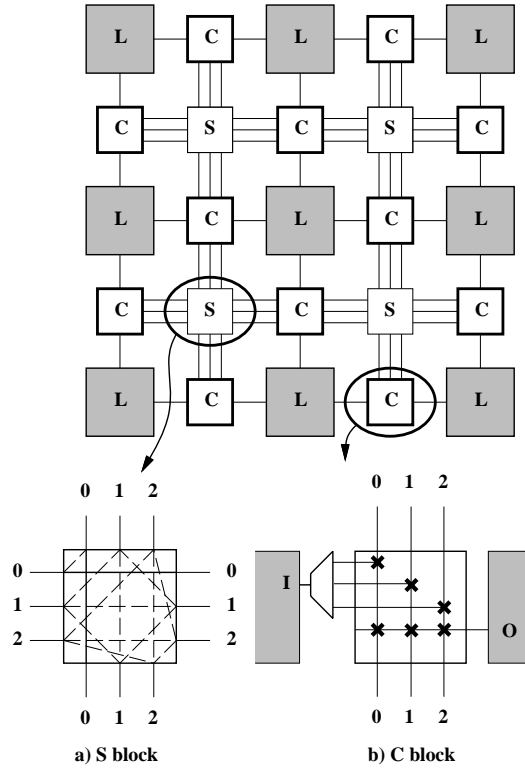 L C L C L
C S C S C
L C L C L
C S C S C
L C L C L
0 1 2
0 0
1 1
2 2
0 1 2
a) S block
0 1 2
I
O
0 1 2
b) C block